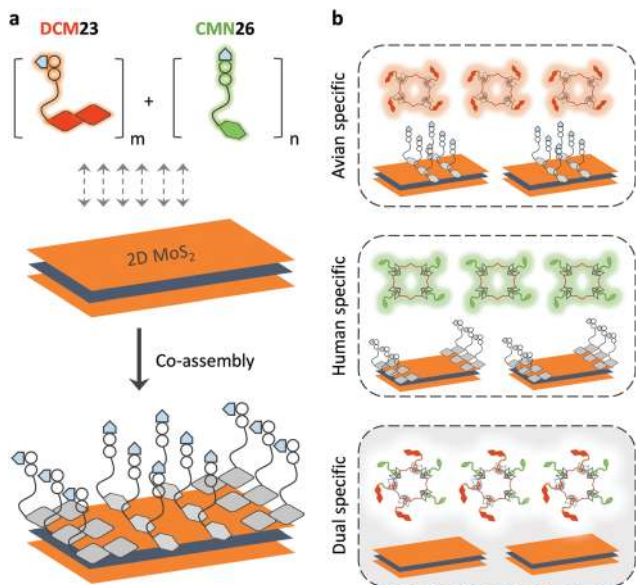 a
DCM23
CMN26
+
m
n
2D MoS₂
Co-assembly
b
Avian specific
Human specific
Dual specific